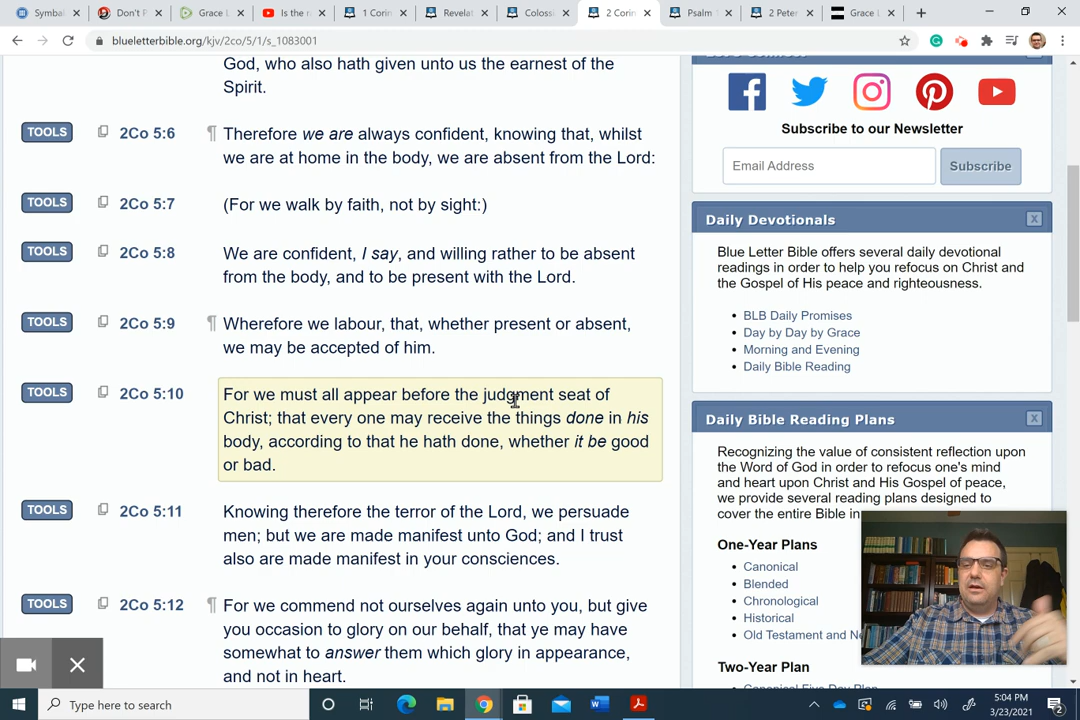 Symbal
Don't P
Grace L
Is the ra
1 Corin
Revelat
Coloss
2 Corin
Psalm
2 Peter
Grace L
blueletterbible.org/kjv/2co/5/1/s_1083001
God, who also hath given unto us the earnest of the
Spirit.
TOOLS 2Co 5:6 ¶ Therefore we are always confident, knowing that, whilst
we are at home in the body, we are absent from the Lord:
TOOLS 2Co 5:7 (For we walk by faith, not by sight:)
TOOLS 2Co 5:8 We are confident, I say, and willing rather to be absent
from the body, and to be present with the Lord.
TOOLS 2Co 5:9 ¶ Wherefore we labour, that, whether present or absent,
we may be accepted of him.
TOOLS 2Co 5:10 For we must all appear before the judgment seat of
Christ; that every one may receive the things done in his
body, according to that he hath done, whether it be good
or bad.
TOOLS 2Co 5:11 Knowing therefore the terror of the Lord, we persuade
men; but we are made manifest unto God; and I trust
also are made manifest in your consciences.
TOOLS 2Co 5:12 ¶ For we commend not ourselves again unto you, but give
you occasion to glory on our behalf, that ye may have
somewhat to answer them which glory in appearance,
and not in heart.
Subscribe to our Newsletter
Email Address Subscribe
Daily Devotionals X
Blue Letter Bible offers several daily devotional
readings in order to help you refocus on Christ and
the Gospel of His peace and righteousness.
• BLB Daily Promises
• Day by Day by Grace
• Morning and Evening
• Daily Bible Reading
Daily Bible Reading Plans X
Recognizing the value of consistent reflection upon
the Word of God in order to refocus one's mind
and heart upon Christ and His Gospel of peace,
we provide several reading plans designed to
cover the entire Bible in
One-Year Plans
• Canonical
• Blended
• Chronological
• Historical
• Old Testament and Ne
Two-Year Plan
Type here to search
5:04 PM
3/23/2021
2